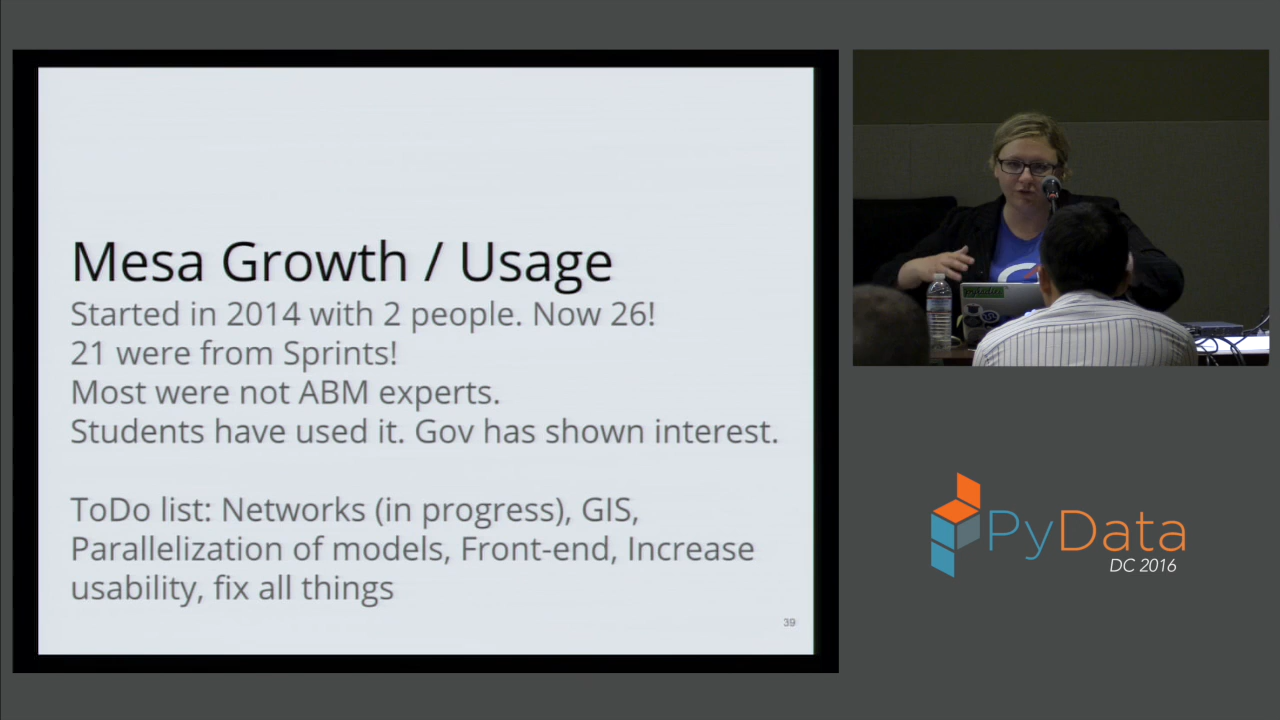 Mesa Growth / Usage
Started in 2014 with 2 people. Now 26!
21 were from Sprints!
Most were not ABM experts.
Students have used it. Gov has shown interest.
ToDo list: Networks (in progress), GIS,
Parallelization of models, Front-end, Increase
usability, fix all things
39
PyData
DC 2016